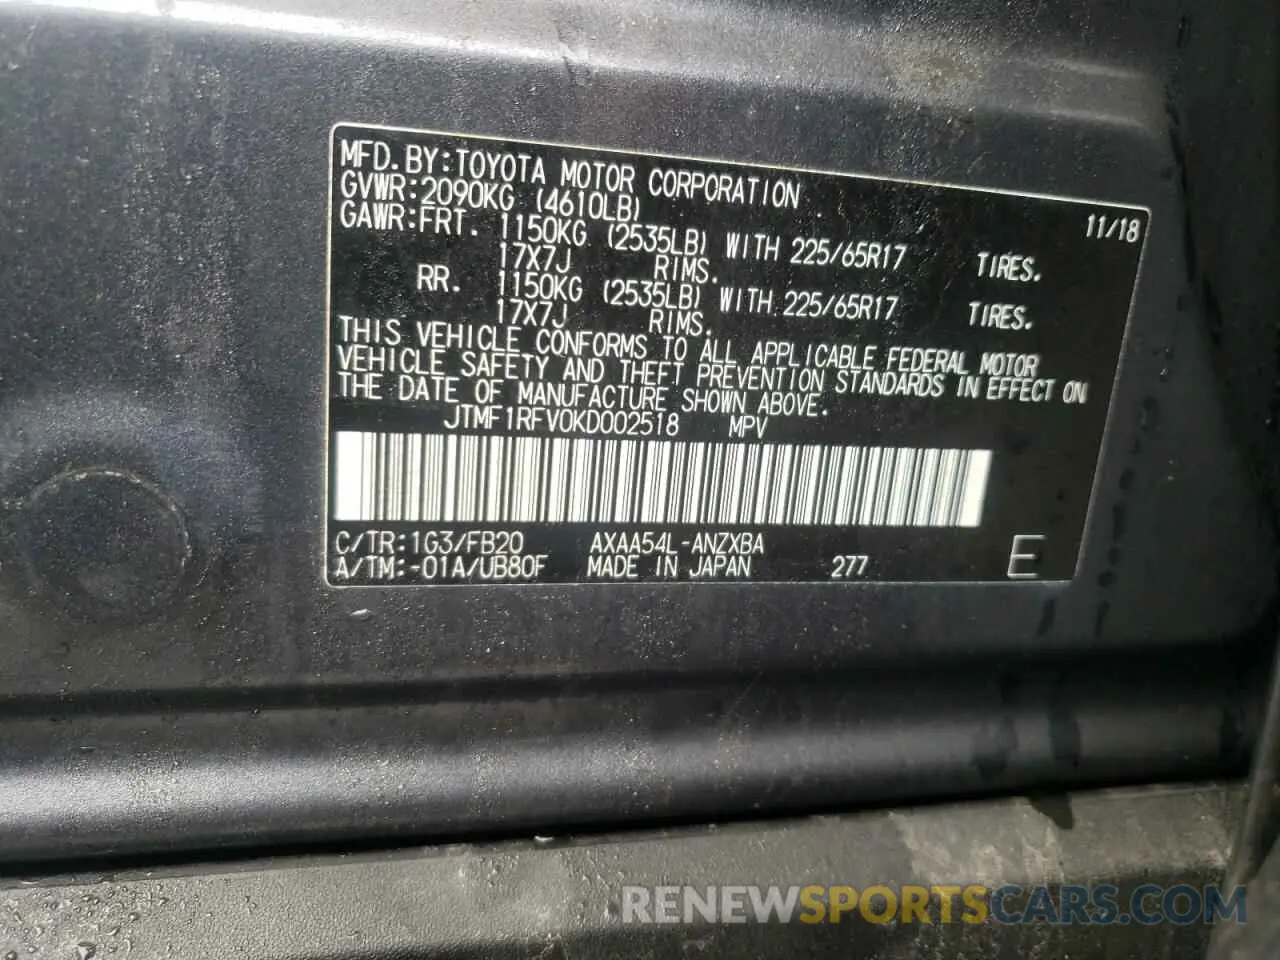 MFD.BY:TOYOTA MOTOR CORPORATION 11/18
GVWR:2090KG (4610LB)
GAWR:FRT. 1150KG (2535LB) WITH 225/65R17 TIRES.
17X7J RIMS.
RR. 1150KG (2535LB) WITH 225/65R17 TIRES.
17X7J RIMS.
THIS VEHICLE CONFORMS TO ALL APPLICABLE FEDERAL MOTOR
VEHICLE SAFETY AND THEFT PREVENTION STANDARDS IN EFFECT ON
THE DATE OF MANUFACTURE SHOWN ABOVE.
JTMF1RFV0KD002518 MPV
C/TR:1G3/FB20 AXAA54L-ANZXBA
A/TM:-01A/UB80F MADE IN JAPAN 277 E
RENEWSPORTSCARS.COM